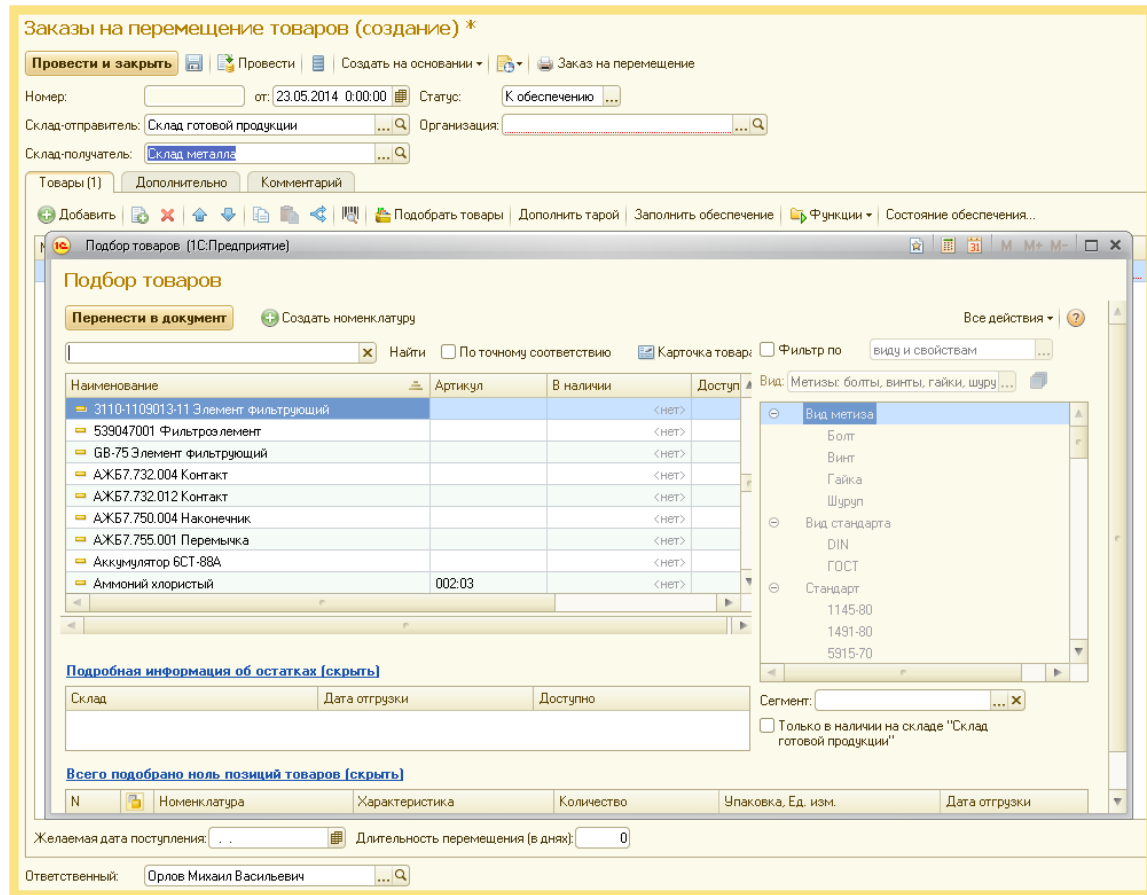 Заказы на перемещение товаров (создание) *
Провести и закрыть Провести Создать на основании Заказ на перемещение
Номер: от: 23.05.2014 0:00:00 Статус: К обеспечению ...
Склад-отправитель: Склад готовой продукции ... Организация: ...
Склад-получатель: Склад металла ...
Товары (1) Дополнительно Комментарий
Добавить Подобрать товары Дополнить тарой Заполнить обеспечение Функции Состояние обеспечения...
Подбор товаров (1С:Предприятие) 31 M M+ M-
Подбор товаров
Перенести в документ Создать номенклатуру Все действия ?
Найти По точному соответствию Карточка товара Фильтр по виду и свойствам ...
Наименование Артикул В наличии Доступ Вид: Метизы: болты, винты, гайки, шуру ...
3110-1109013-11 Элемент фильтрующий <нет> Вид метиза
539047001 Фильтроэлемент <нет> Болт
GB-75 Элемент фильтрующий <нет> Винт
АЖБ7.732.004 Контакт <нет> Гайка
АЖБ7.732.012 Контакт <нет> Шуруп
АЖБ7.750.004 Наконечник <нет> Вид стандарта
АЖБ7.755.001 Перемычка <нет> DIN
Аккумулятор 6СТ-88А <нет> ГОСТ
Аммоний хлористый 002:03 <нет> Стандарт
1145-80
1491-80
5915-70
Подробная информация об остатках (скрыть)
Склад Дата отгрузки Доступно Сегмент: ...
Только в наличии на складе "Склад
готовой продукции"
Всего подобрано ноль позиций товаров (скрыть)
N Номенклатура Характеристика Количество Упаковка, Ед. изм. Дата отгрузки
Желаемая дата поступления: . . Длительность перемещения (в днях): 0
Ответственный: Орлов Михаил Васильевич ...